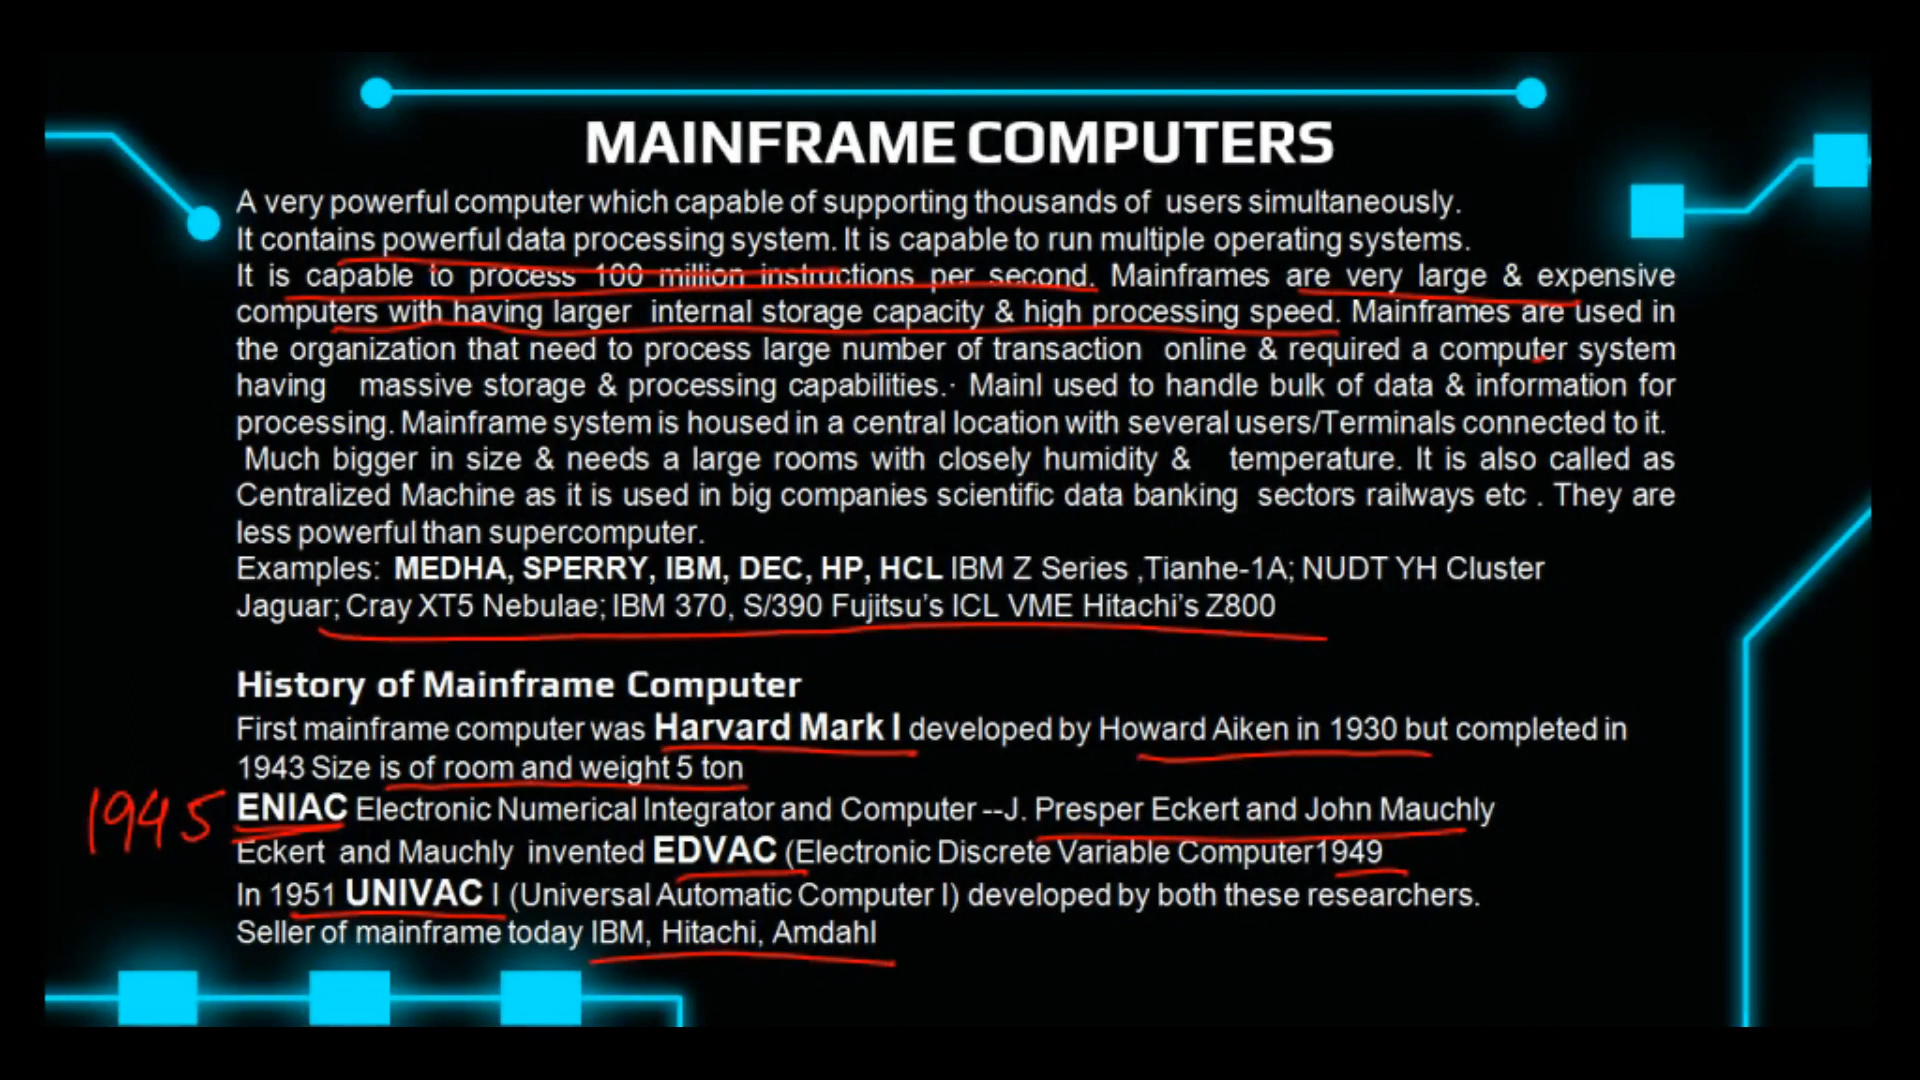 MAINFRAME COMPUTERS
A very powerful computer which capable of supporting thousands of users simultaneously.
It contains powerful data processing system. It is capable to run multiple operating systems.
It is capable to process 100 million instructions per second. Mainframes are very large & expensive
computers with having larger internal storage capacity & high processing speed. Mainframes are used in
the organization that need to process large number of transaction online & required a computer system
having massive storage & processing capabilities.· Mainl used to handle bulk of data & information for
processing. Mainframe system is housed in a central location with several users/Terminals connected to it.
Much bigger in size & needs a large rooms with closely humidity & temperature. It is also called as
Centralized Machine as it is used in big companies scientific data banking sectors railways etc . They are
less powerful than supercomputer.
Examples: MEDHA, SPERRY, IBM, DEC, HP, HCL IBM Z Series ,Tianhe-1A; NUDT YH Cluster
Jaguar; Cray XT5 Nebulae; IBM 370, S/390 Fujitsu's ICL VME Hitachi's Z800
History of Mainframe Computer
First mainframe computer was Harvard Mark I developed by Howard Aiken in 1930 but completed in
1943 Size is of room and weight 5 ton
1945 ENIAC Electronic Numerical Integrator and Computer --J. Presper Eckert and John Mauchly
Eckert and Mauchly invented EDVAC (Electronic Discrete Variable Computer1949
In 1951 UNIVAC I (Universal Automatic Computer I) developed by both these researchers.
Seller of mainframe today IBM, Hitachi, Amdahl